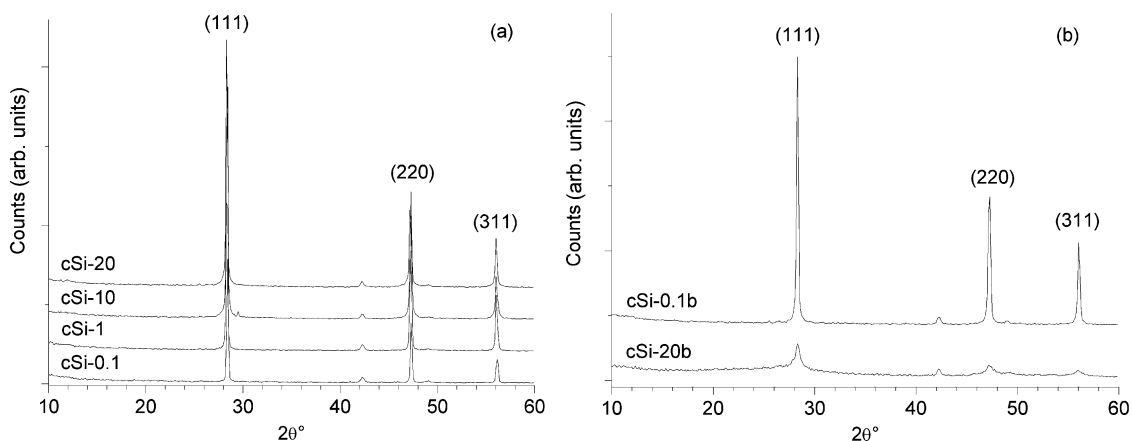 (a)
(111)
(220)
(311)
Counts (arb. units)
cSi-20
cSi-10
cSi-1
cSi-0.1
10 20 30 40 50 60
2θ°
(b)
(111)
(220)
(311)
Counts (arb. units)
cSi-0.1b
cSi-20b
10 20 30 40 50 60
2θ°